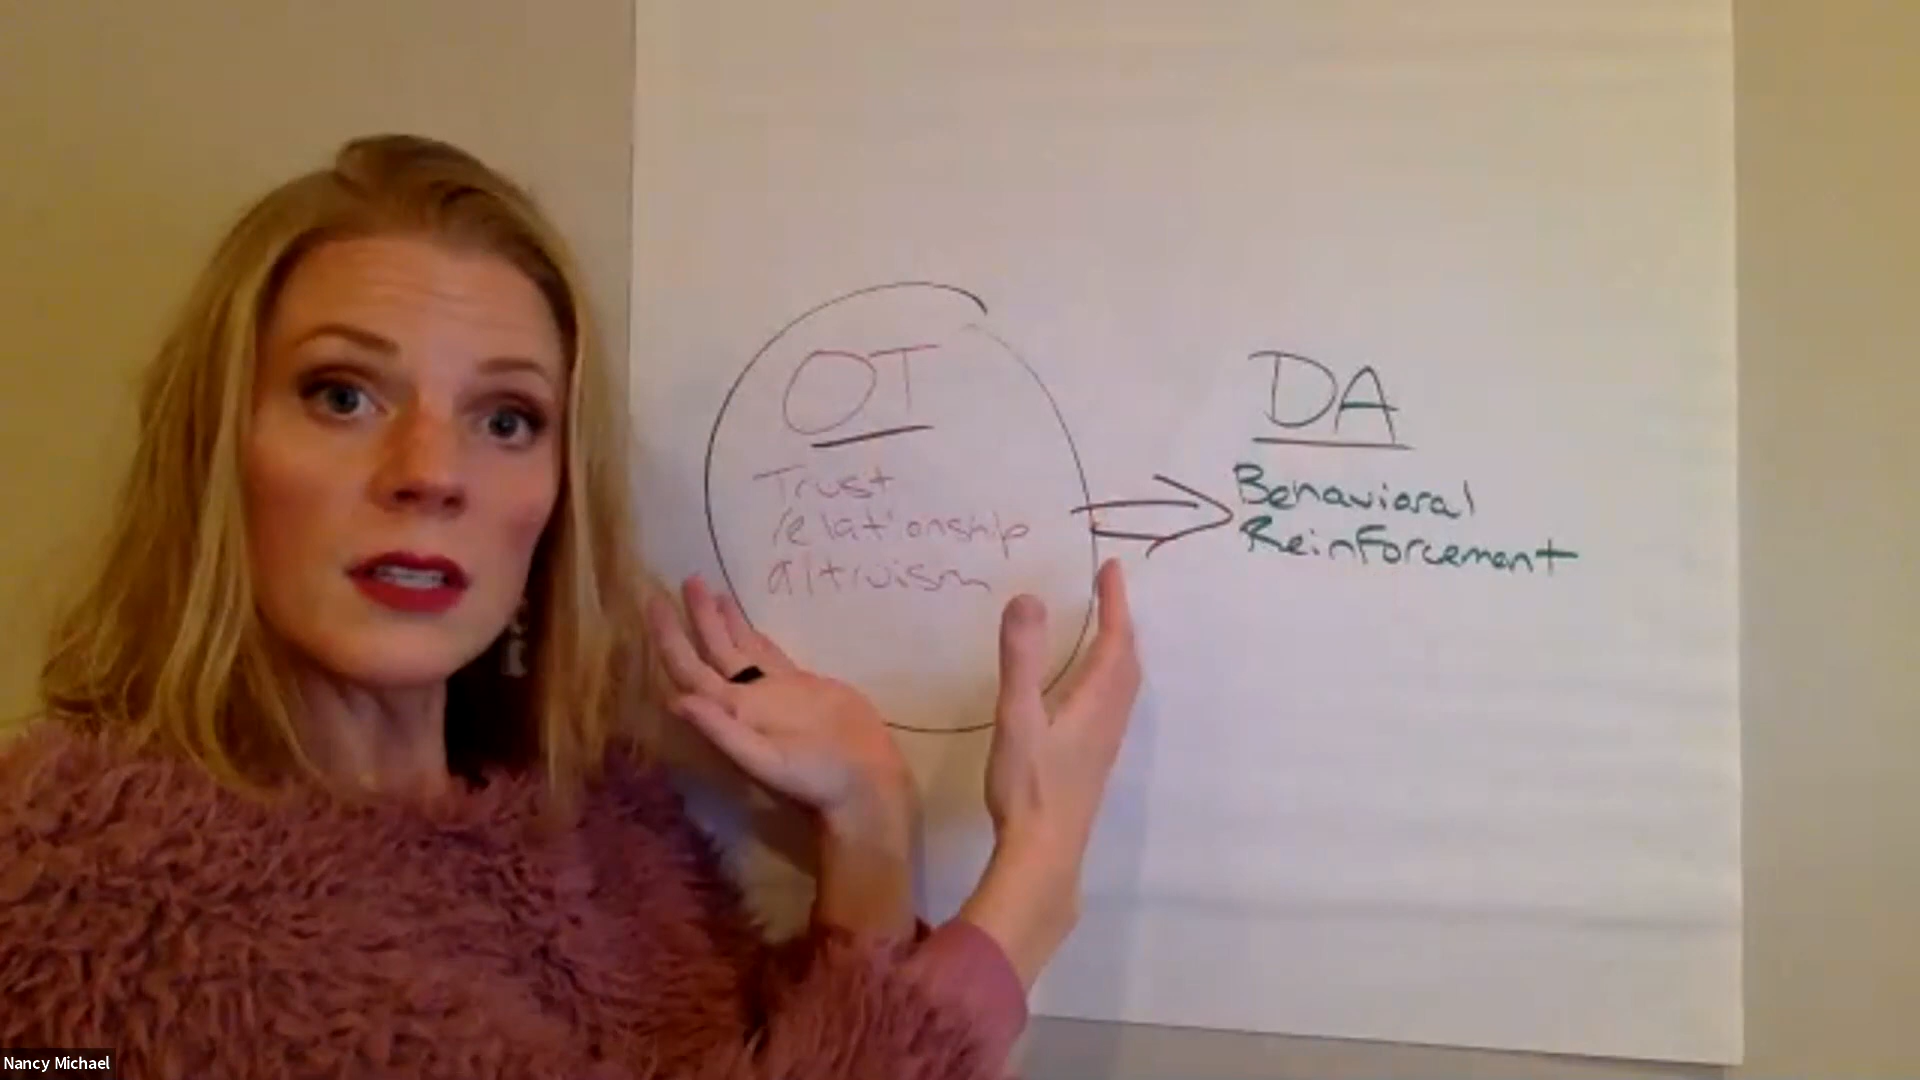 OT
Trust
relationship
altruism
DA
Behavioral
Reinforcement
Nancy Michael